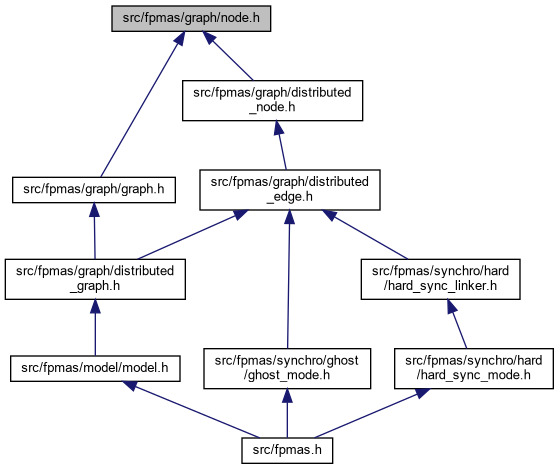 src/fpmas/graph/node.h
src/fpmas/graph/distributed
_node.h
src/fpmas/graph/graph.h
src/fpmas/graph/distributed
_edge.h
src/fpmas/graph/distributed
_graph.h
src/fpmas/synchro/hard
/hard_sync_linker.h
src/fpmas/model/model.h
src/fpmas/synchro/ghost
/ghost_mode.h
src/fpmas/synchro/hard
/hard_sync_mode.h
src/fpmas.h